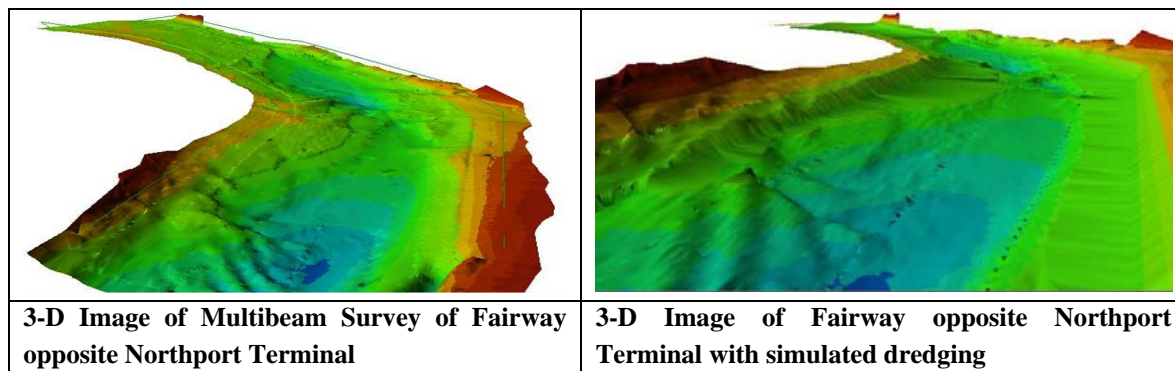 3-D Image of Multibeam Survey of Fairway
opposite Northport Terminal
3-D Image of Fairway opposite Northport
Terminal with simulated dredging